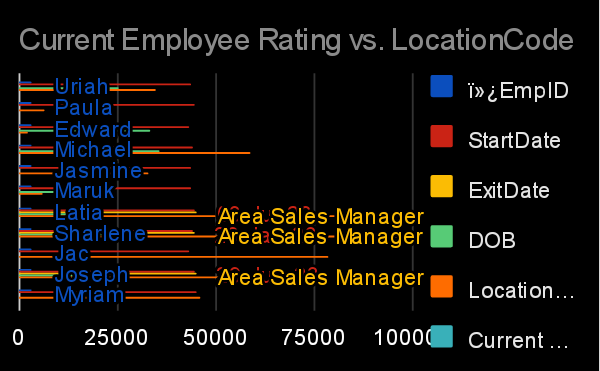 Current Employee Rating vs. LocationCode
ï»¿EmpID
StartDate
ExitDate
DOB
Location...
Current ...
Uriah
Paula
Edward
Michael
Jasmine
Maruk
Latia
Area Sales Manager
Sharlene
Area Sales Manager
Jac
Joseph
Area Sales Manager
Myriam
0
25000
50000
75000